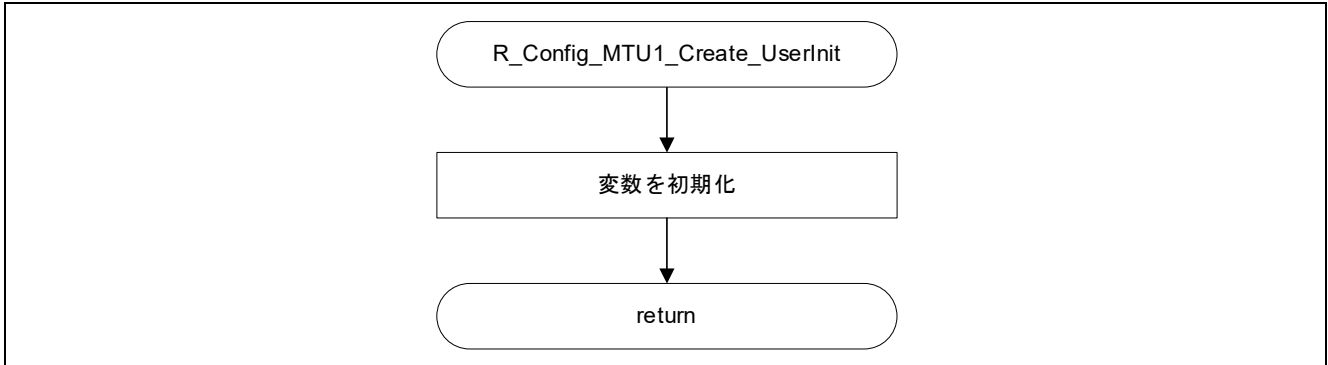 R_Config_MTU1_Create_UserInit
変数を初期化
return